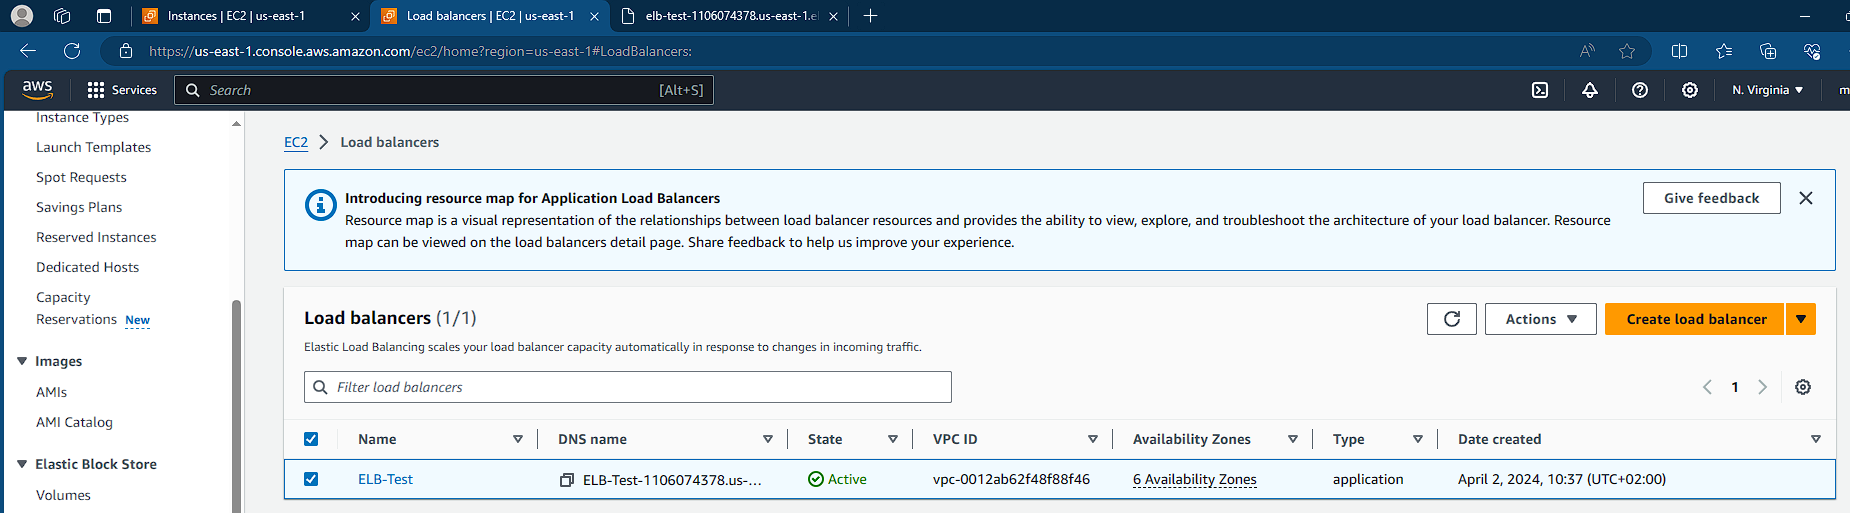 Instances | EC2 | us-east-1
Load balancers | EC2 | us-east-1
elb-test-1106074378.us-east-1.el
https://us-east-1.console.aws.amazon.com/ec2/home?region=us-east-1#LoadBalancers:
aws
Services
Search
[Alt+S]
N. Virginia
m
Instance Types
Launch Templates
Spot Requests
Savings Plans
Reserved Instances
Dedicated Hosts
Capacity
Reservations New
Images
AMIs
AMI Catalog
Elastic Block Store
Volumes
EC2 > Load balancers
Introducing resource map for Application Load Balancers
Resource map is a visual representation of the relationships between load balancer resources and provides the ability to view, explore, and troubleshoot the architecture of your load balancer. Resource
map can be viewed on the load balancers detail page. Share feedback to help us improve your experience.
Give feedback
Load balancers (1/1)
Actions
Create load balancer
Elastic Load Balancing scales your load balancer capacity automatically in response to changes in incoming traffic.
Filter load balancers
1
Name DNS name State VPC ID Availability Zones Type Date created
ELB-Test ELB-Test-1106074378.us-... Active vpc-0012ab62f48f88f46 6 Availability Zones application April 2, 2024, 10:37 (UTC+02:00)